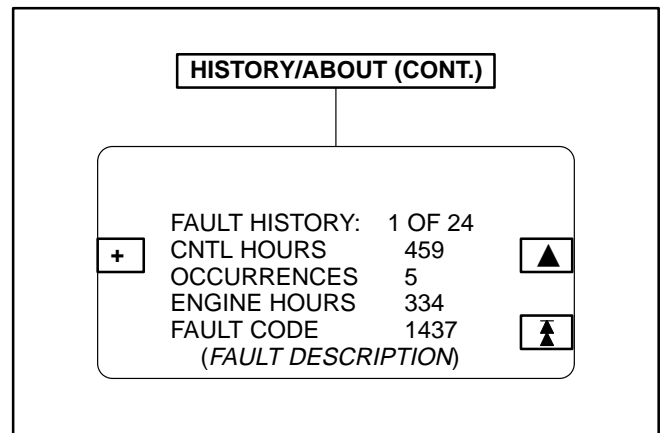 HISTORY/ABOUT (CONT.)
FAULT HISTORY: 1 OF 24
+ CNTL HOURS 459
OCCURRENCES 5
ENGINE HOURS 334
FAULT CODE 1437
(FAULT DESCRIPTION)